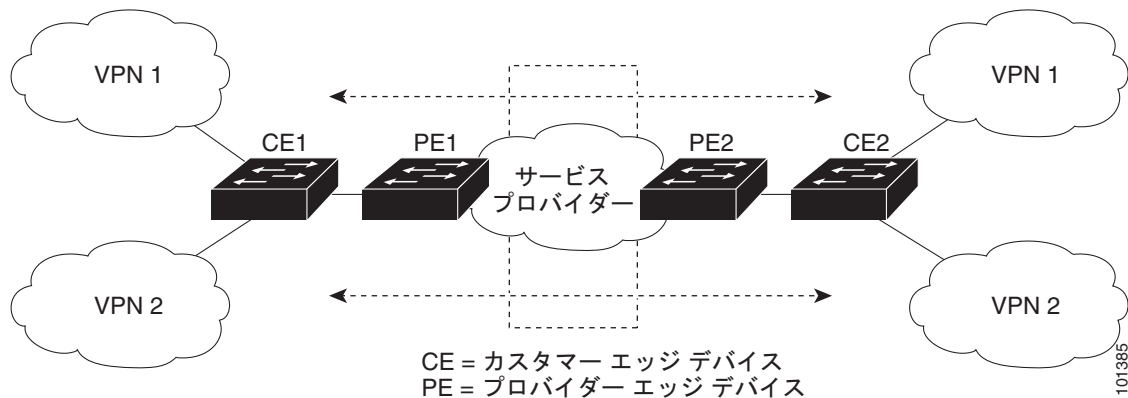 VPN 1
VPN 1
CE1
PE1
PE2
CE2
サービス
プロバイダー
VPN 2
VPN 2
CE = カスタマー エッジ デバイス
PE = プロバイダー エッジ デバイス
101385